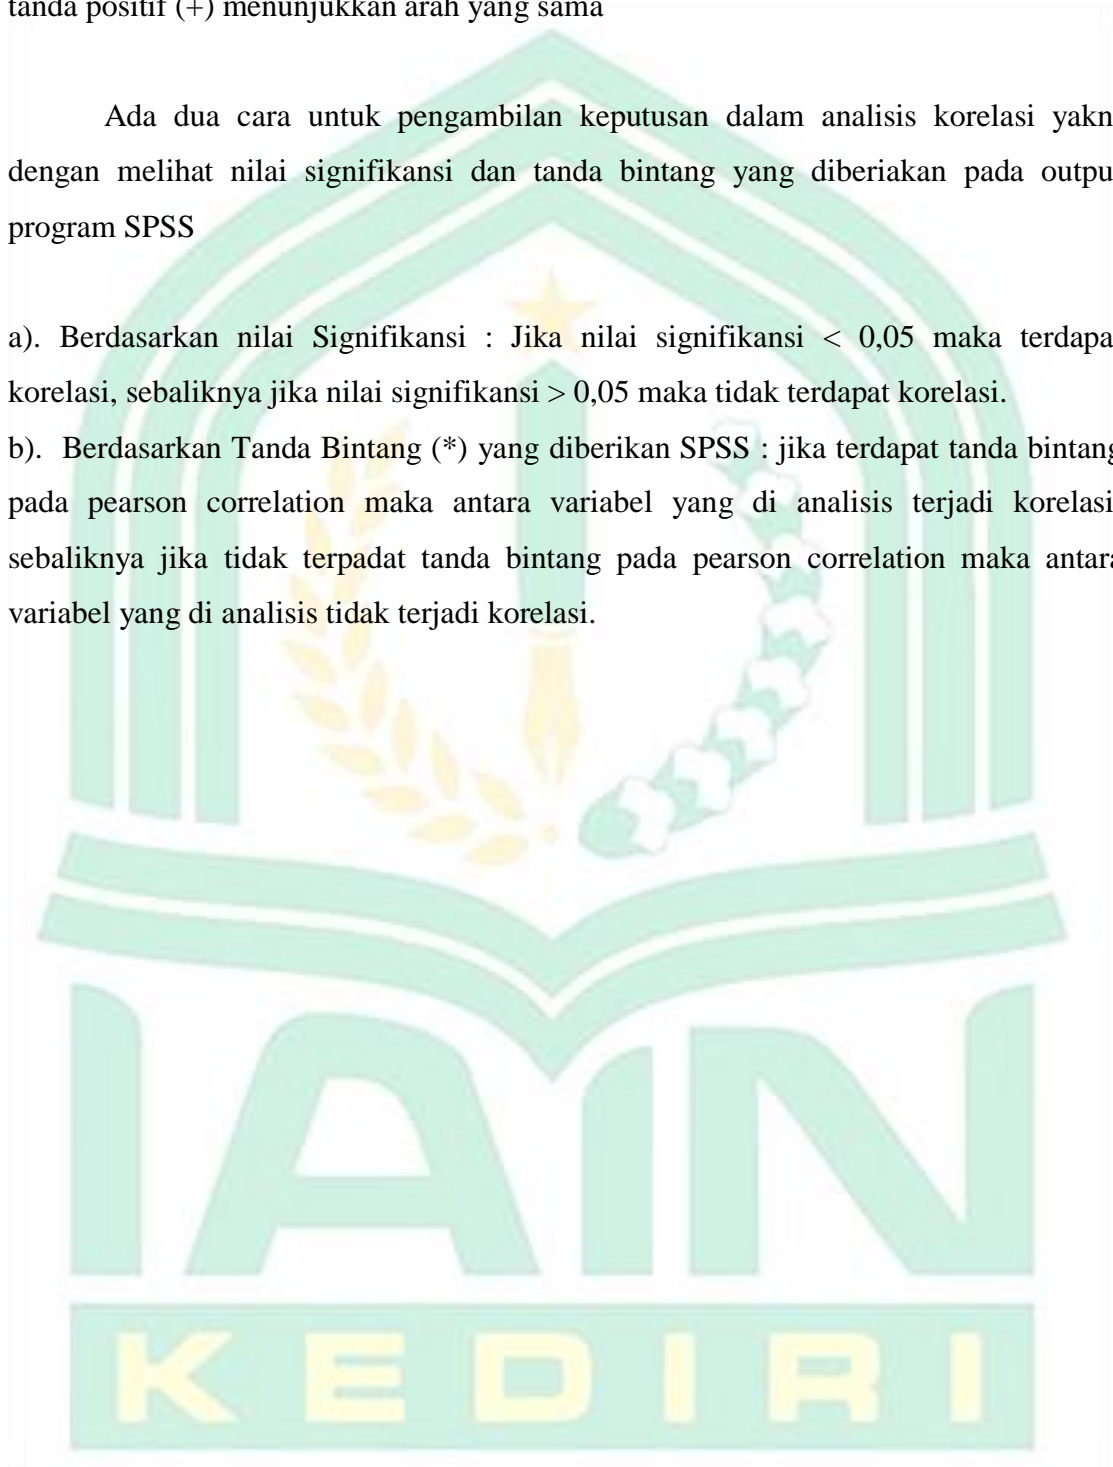 tanda positif (+) menunjukkan arah yang sama
Ada dua cara untuk pengambilan keputusan dalam analisis korelasi yakn
dengan melihat nilai signifikansi dan tanda bintang yang diberiakan pada outpu
program SPSS
a). Berdasarkan nilai Signifikansi : Jika nilai signifikansi < 0,05 maka terdapa
korelasi, sebaliknya jika nilai signifikansi > 0,05 maka tidak terdapat korelasi.
b). Berdasarkan Tanda Bintang (*) yang diberikan SPSS : jika terdapat tanda bintang
pada pearson correlation maka antara variabel yang di analisis terjadi korelasi
sebaliknya jika tidak terpadat tanda bintang pada pearson correlation maka antara
variabel yang di analisis tidak terjadi korelasi.
IAIN
KEDIRI